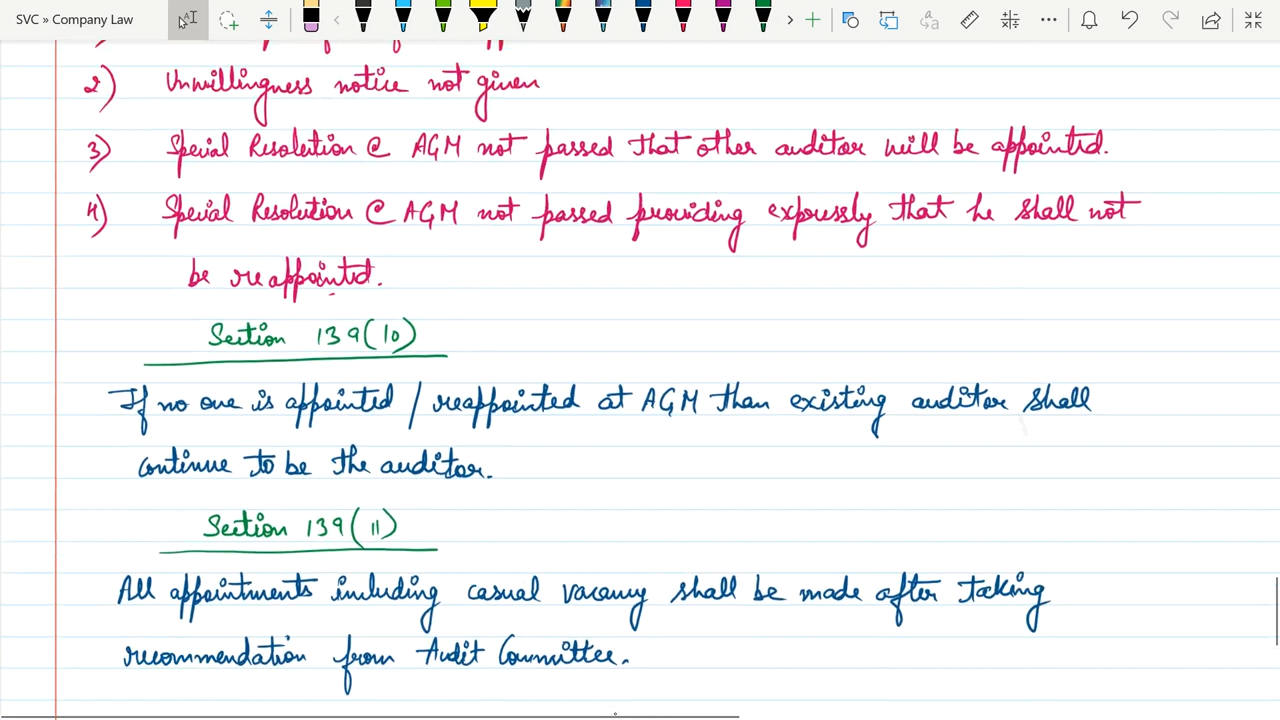 SVC » Company Law
2) Unwillingness notice not given
3) Special Resolution @ AGM not passed that other auditor will be appointed.
4) Special Resolution @ AGM not passed providing expressly that he shall not
be reappointed.
Section 139(10)
If no one is appointed / reappointed at AGM than existing auditor shall
continue to be the auditor.
Section 139(11)
All appointments including casual vacancy shall be made after taking
recommendation from Audit Committee.